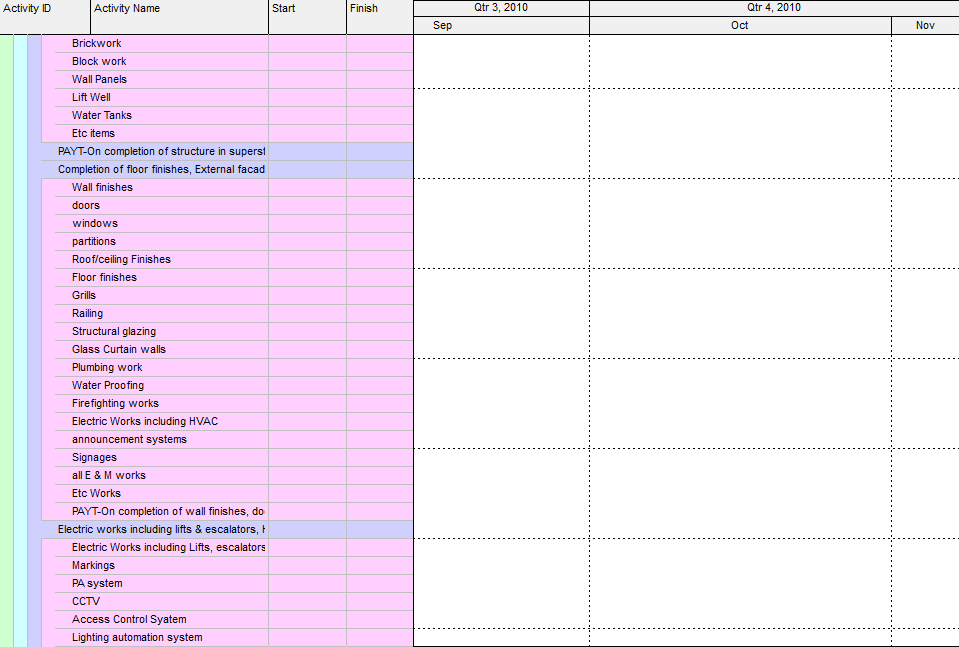 Activity ID Activity Name Start Finish Qtr 3, 2010 Qtr 4, 2010
Sep Oct Nov
Brickwork
Block work
Wall Panels
Lift Well
Water Tanks
Etc items
PAYT-On completion of structure in superst
Completion of floor finishes, External facad
Wall finishes
doors
windows
partitions
Roof/ceiling Finishes
Floor finishes
Grills
Railing
Structural glazing
Glass Curtain walls
Plumbing work
Water Proofing
Firefighting works
Electric Works including HVAC
announcement systems
Signages
all E & M works
Etc Works
PAYT-On completion of wall finishes, do
Electric works including lifts & escalators,
Electric Works including Lifts, escalators
Markings
PA system
CCTV
Access Control Syatem
Lighting automation system